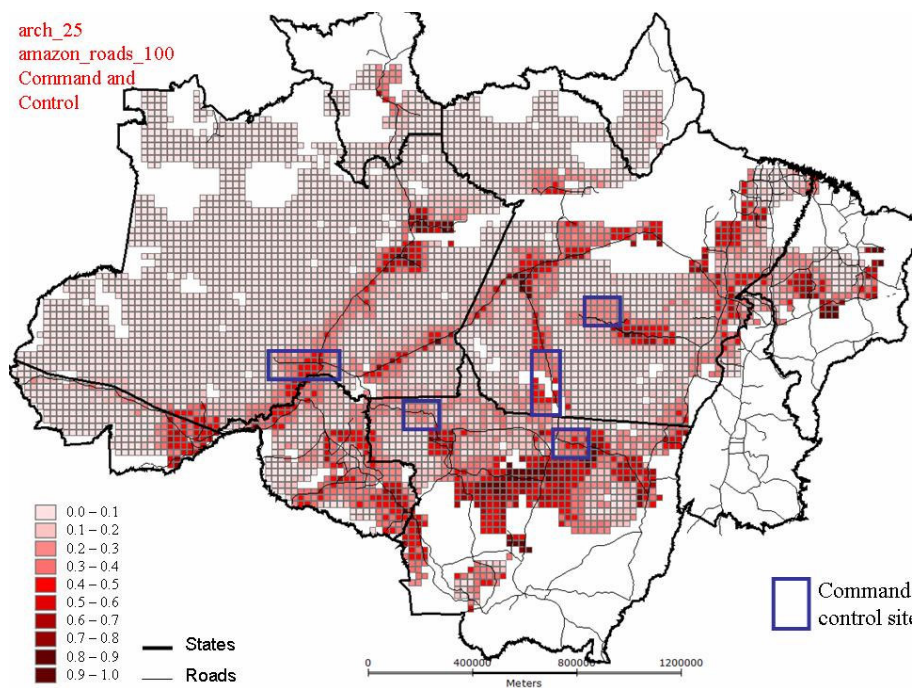 arch_25
amazon_roads_100
Command and
Control
0.0 – 0.1
0.1 – 0.2
0.2 – 0.3
0.3 – 0.4
0.4 – 0.5
0.5 – 0.6
0.6 – 0.7
0.7 – 0.8
0.8 – 0.9
0.9 – 1.0
States
Roads
0 400000 800000 1200000
Meters
Command
control site